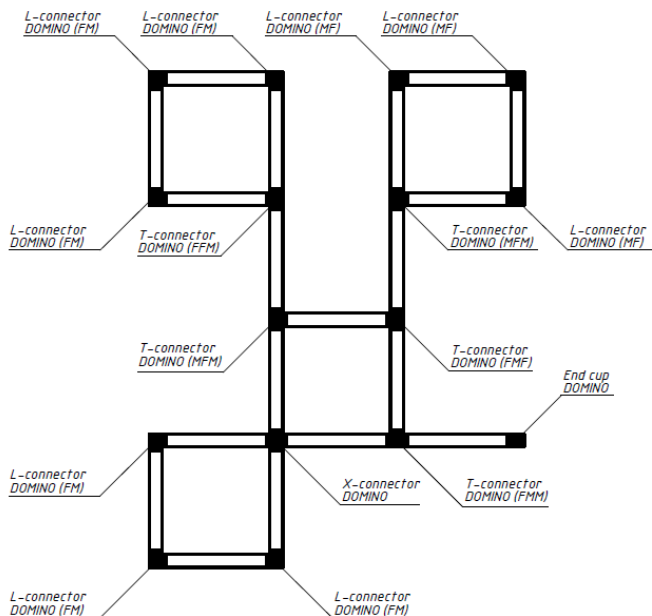 L-connector
DOMINO (FM)
L-connector
DOMINO (FM)
L-connector
DOMINO (MF)
L-connector
DOMINO (MF)
L-connector
DOMINO (FM)
T-connector
DOMINO (FFM)
T-connector
DOMINO (MFM)
L-connector
DOMINO (MF)
T-connector
DOMINO (MFM)
T-connector
DOMINO (FMF)
End cup
DOMINO
L-connector
DOMINO (FM)
X-connector
DOMINO
T-connector
DOMINO (FMM)
L-connector
DOMINO (FM)
L-connector
DOMINO (FM)